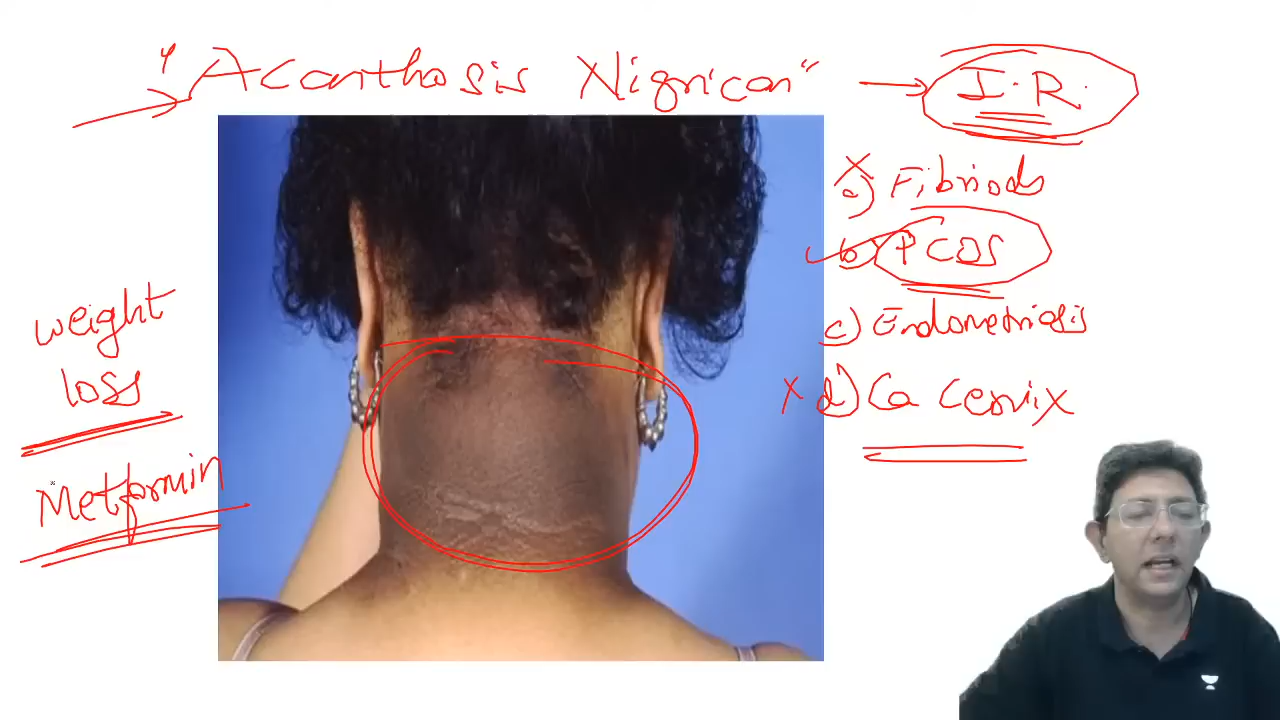 "Acanthosis Nigrican" → I.R.
x a) Fibriods
b) PCOS
c) Endometriosis
x d) Ca Cervix
weight
loss
Metformin